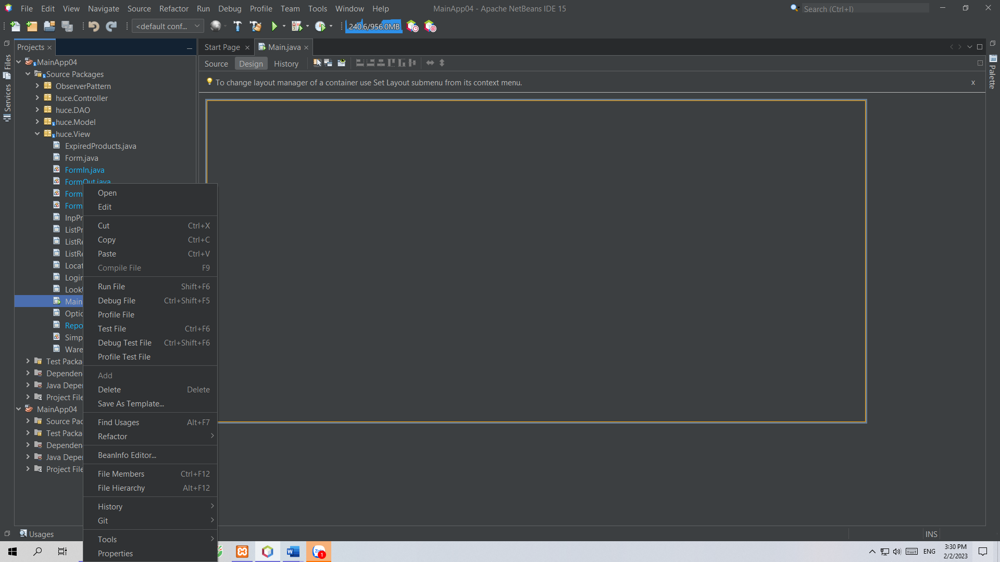 File Edit View Navigate Source Refactor Run Debug Profile Team Tools Window Help
MainApp04 - Apache NetBeans IDE 15
Search (Ctrl+I)
<default conf...
240.6/956.0MB
Projects
Start Page
Main.java
Files
Services
Palette
Source Design History
To change layout manager of a container use Set Layout submenu from its context menu.
x
MainApp04
Source Packages
ObserverPattern
huce.Controller
huce.DAO
huce.Model
huce.View
ExpiredProducts.java
Form.java
FormIn.java
FormOut.java
Form
Form
InpPr
ListPr
ListRe
ListRe
Locat
Login
Look
Main
Optic
Repo
Simp
Ware
Test Packa
Dependen
Java Depe
Project File
MainApp04
Source Pac
Test Packa
Dependen
Java Depe
Project File
Open
Edit
Cut Ctrl+X
Copy Ctrl+C
Paste Ctrl+V
Compile File F9
Run File Shift+F6
Debug File Ctrl+Shift+F5
Profile File
Test File Ctrl+F6
Debug Test File Ctrl+Shift+F6
Profile Test File
Add
Delete Delete
Save As Template...
Find Usages Alt+F7
Refactor
BeanInfo Editor...
File Members Ctrl+F12
File Hierarchy Alt+F12
History
Git
Tools
Properties
Usages
INS
1
ENG
3:30 PM
2/2/2023